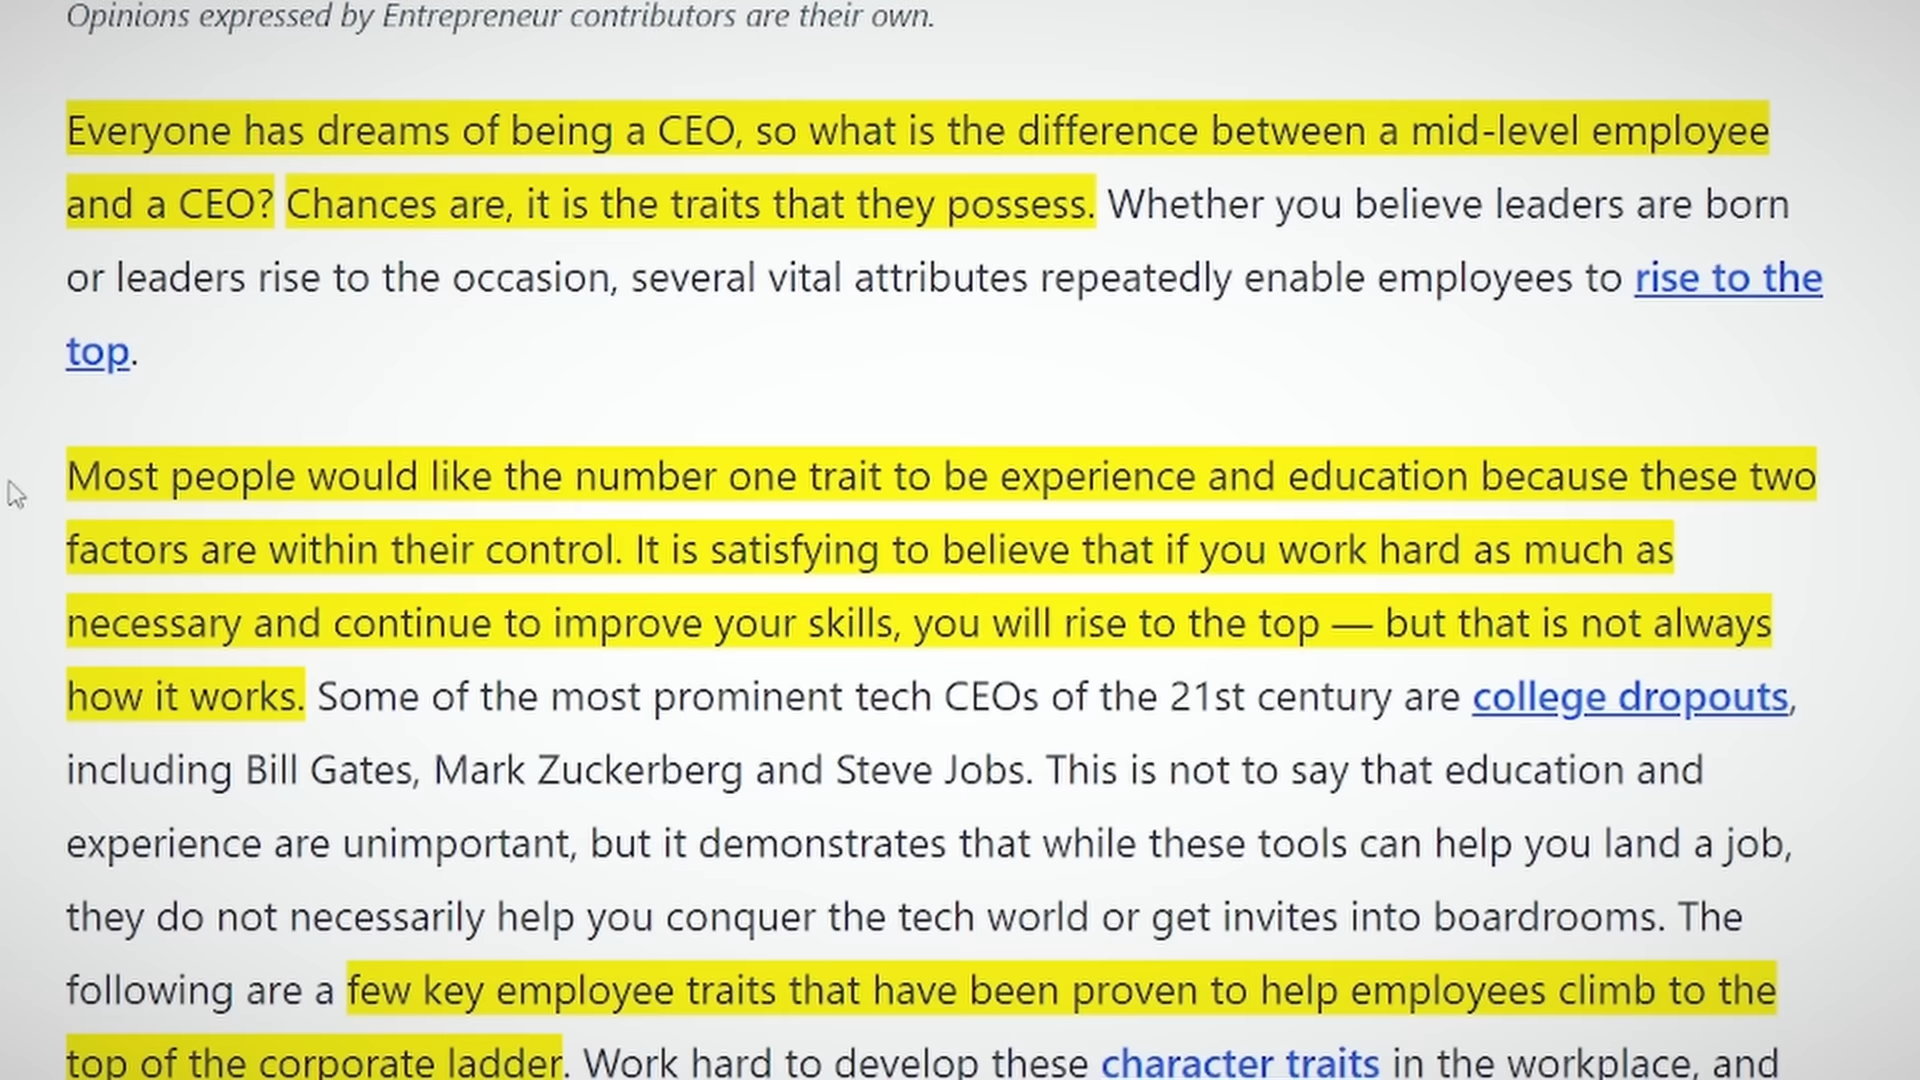 Opinions expressed by Entrepreneur contributors are their own.
Everyone has dreams of being a CEO, so what is the difference between a mid-level employee
and a CEO? Chances are, it is the traits that they possess. Whether you believe leaders are born
or leaders rise to the occasion, several vital attributes repeatedly enable employees to rise to the
top.
Most people would like the number one trait to be experience and education because these two
factors are within their control. It is satisfying to believe that if you work hard as much as
necessary and continue to improve your skills, you will rise to the top — but that is not always
how it works. Some of the most prominent tech CEOs of the 21st century are college dropouts,
including Bill Gates, Mark Zuckerberg and Steve Jobs. This is not to say that education and
experience are unimportant, but it demonstrates that while these tools can help you land a job,
they do not necessarily help you conquer the tech world or get invites into boardrooms. The
following are a few key employee traits that have been proven to help employees climb to the
top of the corporate ladder. Work hard to develop these character traits in the workplace, and